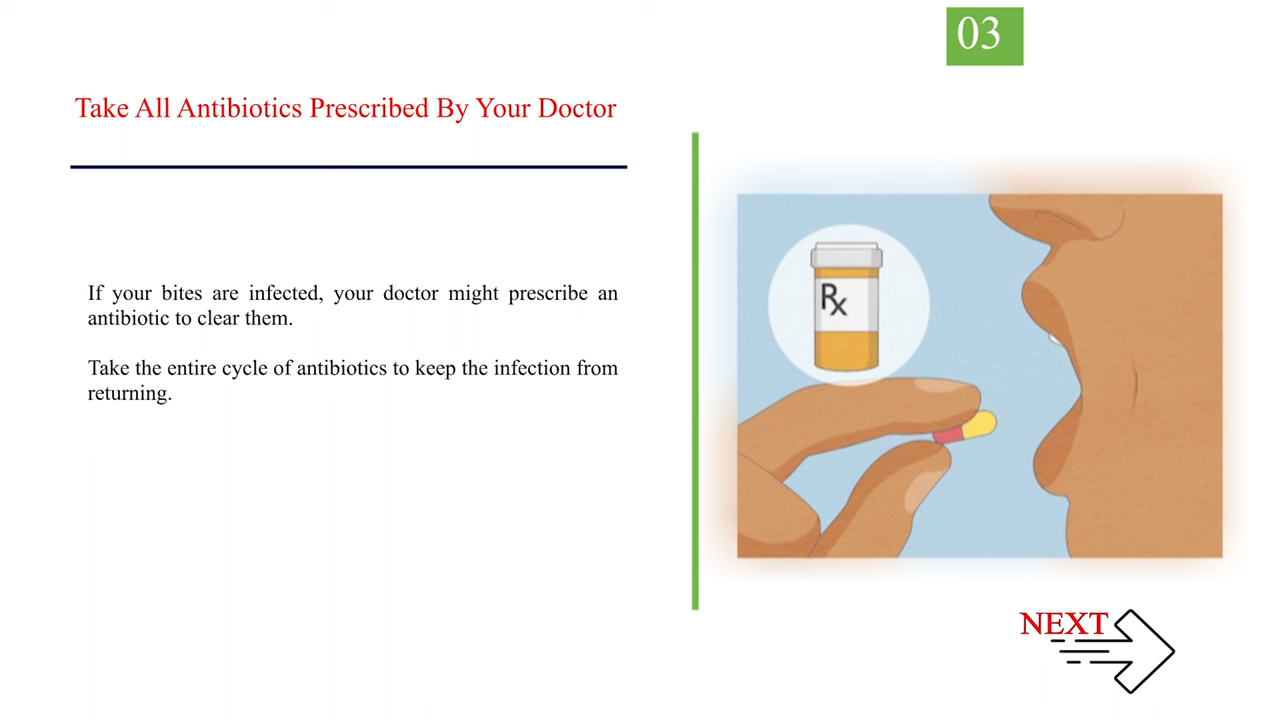 03
Take All Antibiotics Prescribed By Your Doctor
If your bites are infected, your doctor might prescribe an
antibiotic to clear them.
Take the entire cycle of antibiotics to keep the infection from
returning.
Rx
NEXT